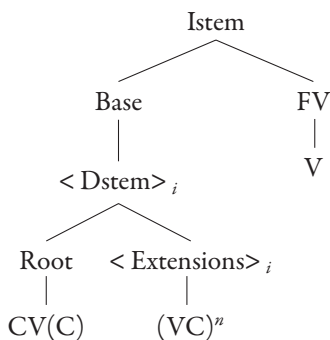 Istem
Base FV
< Dstem> i V
Root < Extensions> i
CV(C) (VC)n